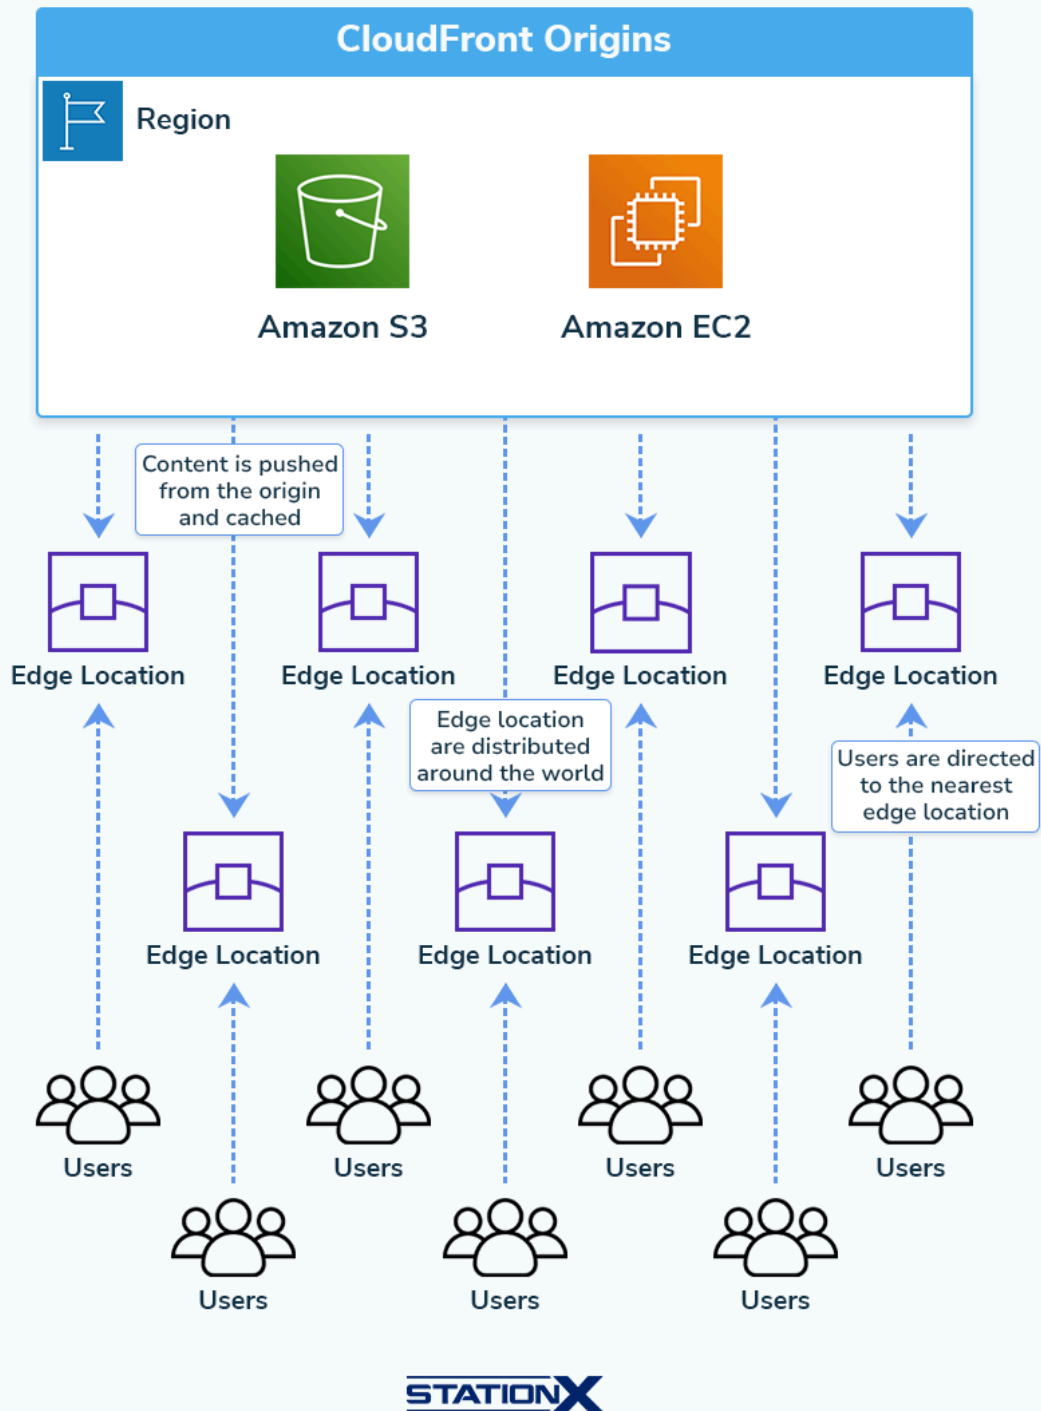 CloudFront Origins
Region
Amazon S3
Amazon EC2
Content is pushed
from the origin
and cached
Edge Location
Edge Location
Edge Location
Edge Location
Edge location
are distributed
around the world
Users are directed
to the nearest
edge location
Edge Location
Edge Location
Edge Location
Users
Users
Users
Users
Users
Users
Users
STATIONX